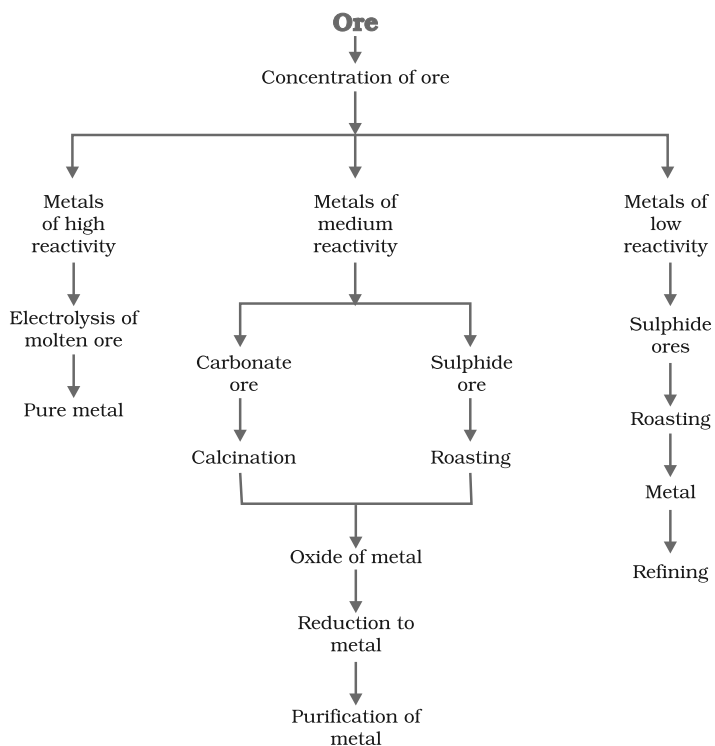 Ore
Concentration of ore
Metals
of high
reactivity
Electrolysis of
molten ore
Pure metal
Metals of
medium
reactivity
Carbonate
ore
Calcination
Sulphide
ore
Roasting
Oxide of metal
Reduction to
metal
Purification of
metal
Metals of
low
reactivity
Sulphide
ores
Roasting
Metal
Refining